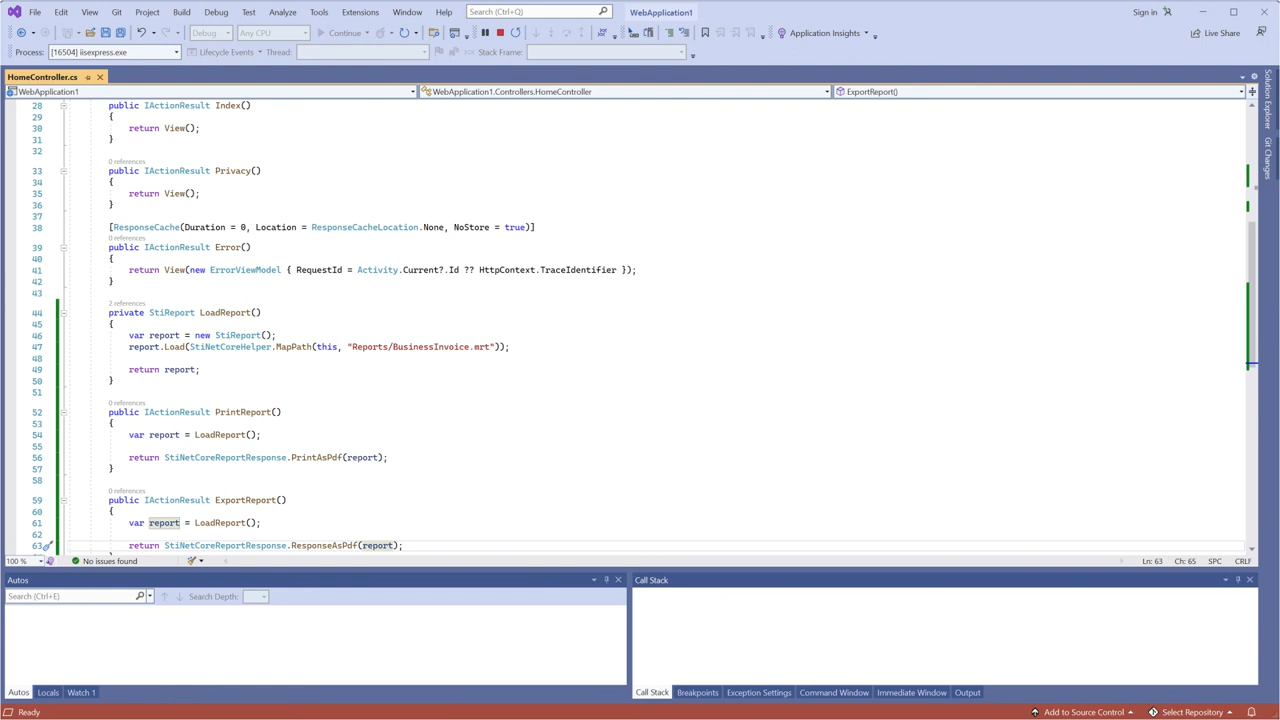 File Edit View Git Project Build Debug Test Analyze Tools Extensions Window Help Search (Ctrl+Q) WebApplication1 Sign in
Debug Any CPU Continue Application Insights Live Share
Process: [16504] iisexpress.exe Lifecycle Events Thread: Stack Frame:
HomeController.cs
WebApplication1 WebApplication1.Controllers.HomeController ExportReport()
Solution Explorer
Git Changes
28 public IActionResult Index()
29 {
30 return View();
31 }
32
0 references
33 public IActionResult Privacy()
34 {
35 return View();
36 }
37
38 [ResponseCache(Duration = 0, Location = ResponseCacheLocation.None, NoStore = true)]
0 references
39 public IActionResult Error()
40 {
41 return View(new ErrorViewModel { RequestId = Activity.Current?.Id ?? HttpContext.TraceIdentifier });
42 }
43
2 references
44 private StiReport LoadReport()
45 {
46 var report = new StiReport();
47 report.Load(StiNetCoreHelper.MapPath(this, "Reports/BusinessInvoice.mrt"));
48
49 return report;
50 }
51
0 references
52 public IActionResult PrintReport()
53 {
54 var report = LoadReport();
55
56 return StiNetCoreReportResponse.PrintAsPdf(report);
57 }
58
0 references
59 public IActionResult ExportReport()
60 {
61 var report = LoadReport();
62
63 return StiNetCoreReportResponse.ResponseAsPdf(report);
100 % No issues found Ln: 63 Ch: 65 SPC CRLF
Autos
Search (Ctrl+E) Search Depth:
Call Stack
Autos Locals Watch 1
Call Stack Breakpoints Exception Settings Command Window Immediate Window Output
Ready Add to Source Control Select Repository